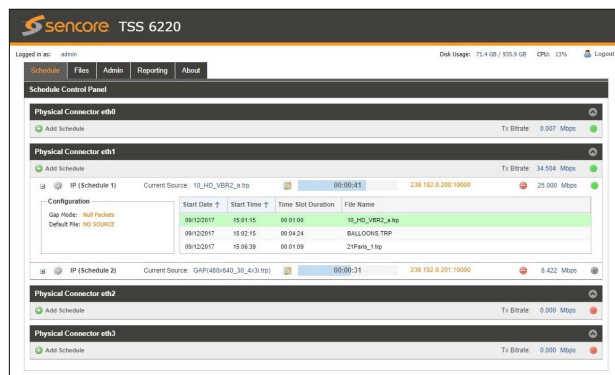 sencore TSS 6220
Logged in as: admin Disk Usage: 71.4 GB / 935.9 GB CPU: 13% Logout
Schedule Files Admin Reporting About
Schedule Control Panel
Physical Connector eth0
Add Schedule Tx Bitrate: 0.007 Mbps
Physical Connector eth1
Add Schedule Tx Bitrate: 34.504 Mbps
IP (Schedule 1) Current Source: 10_HD_VBR2_a.trp 00:00:41 239.192.0.200:10000 25.000 Mbps
Configuration
Gap Mode: Null Packets
Default File: NO SOURCE
Start Date Start Time Time Slot Duration File Name
09/12/2017 15:01:15 00:01:00 10_HD_VBR2_a.trp
09/12/2017 15:02:15 00:04:24 BALLOONS.TRP
09/12/2017 15:06:39 00:01:09 21Paris_1.trp
IP (Schedule 2) Current Source: GAP(480x640_30_4x3i.trp) 00:00:31 239.192.0.201:10000 8.422 Mbps
Physical Connector eth2
Add Schedule Tx Bitrate: 0.000 Mbps
Physical Connector eth3
Add Schedule Tx Bitrate: 0.000 Mbps